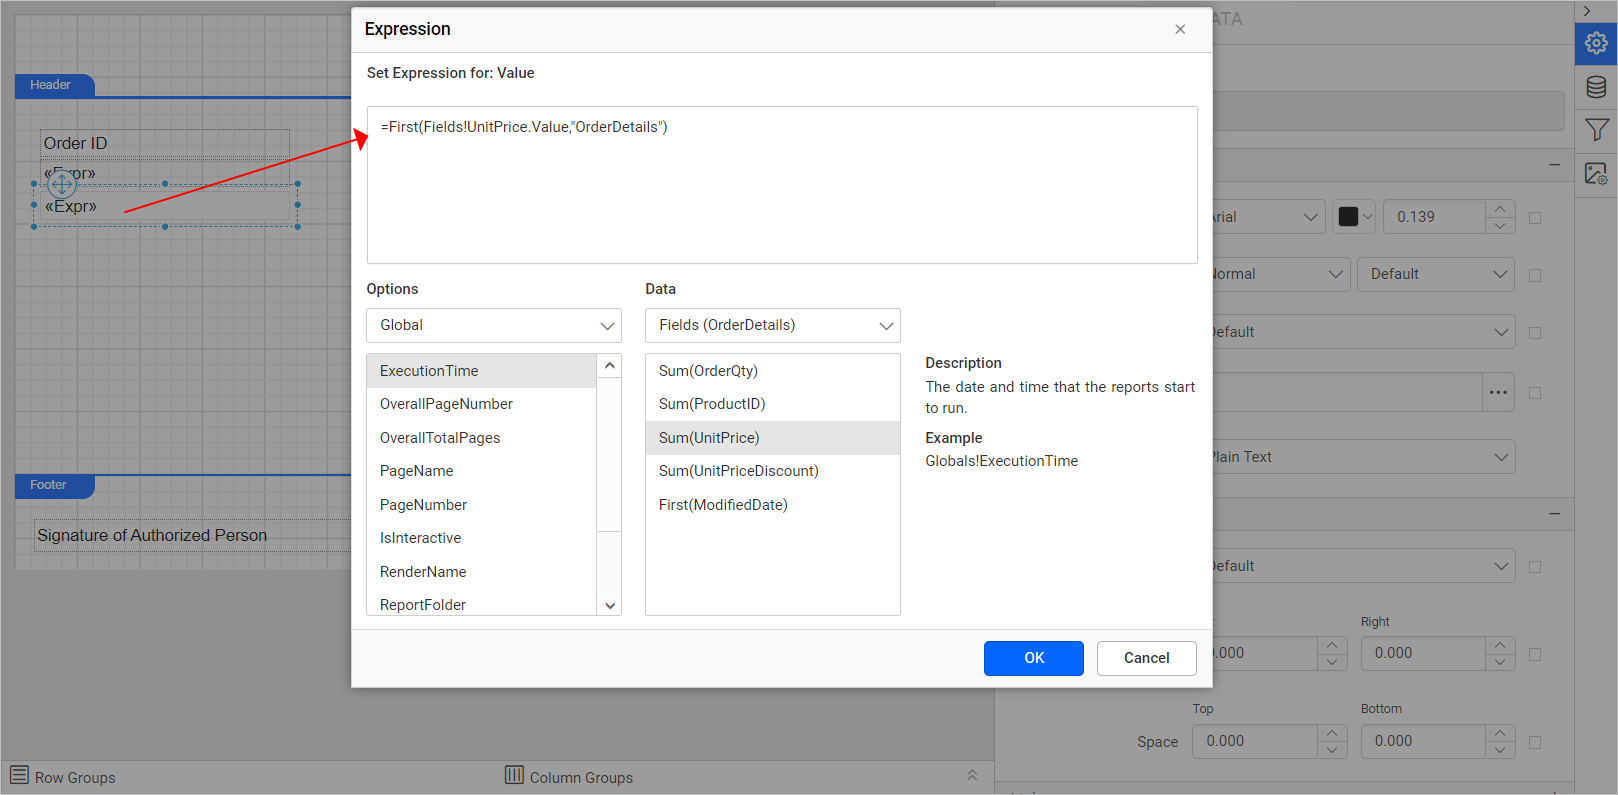 Expression
Set Expression for: Value
=First(Fields!UnitPrice.Value,"OrderDetails")
Options
Data
Global
Fields (OrderDetails)
ExecutionTime
OverallPageNumber
OverallTotalPages
PageName
PageNumber
IsInteractive
RenderName
ReportFolder
Sum(OrderQty)
Sum(ProductID)
Sum(UnitPrice)
Sum(UnitPriceDiscount)
First(ModifiedDate)
Description
The date and time that the reports start
to run.
Example
Globals!ExecutionTime
OK
Cancel
Header
Order ID
«Expr»
«Expr»
Footer
Signature of Authorized Person
Row Groups
Column Groups
ATA
rial
0.139
Normal
Default
Default
Plain Text
Default
Right
.000
0.000
Top
Bottom
Space
0.000
0.000